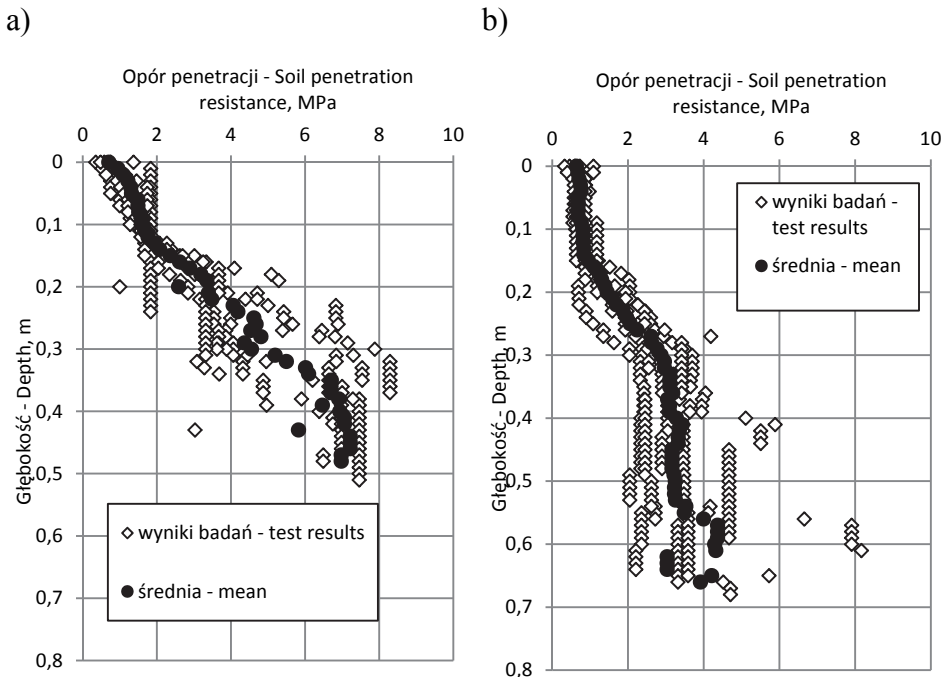 a)
Opór penetracji - Soil penetration
resistance, MPa
0 2 4 6 8 10
0
0,1
0,2
0,3
0,4
0,5
0,6
0,7
0,8
Głębokość - Depth, m
wyniki badań - test results
średnia - mean
b)
Opór penetracji - Soil penetration
resistance, MPa
0 2 4 6 8 10
0
0,1
0,2
0,3
0,4
0,5
0,6
0,7
0,8
Głębokość - Depth, m
wyniki badań -
test results
średnia - mean